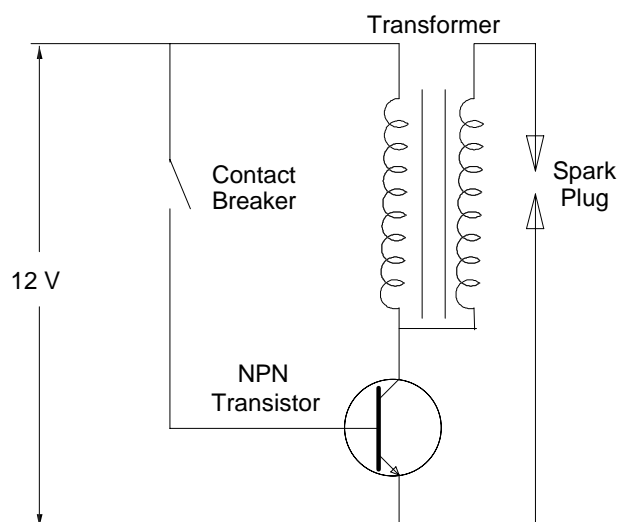 Transformer
Contact
Breaker
Spark
Plug
12 V
NPN
Transistor